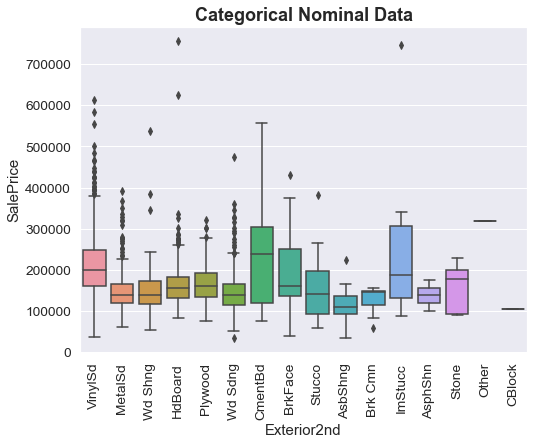 Categorical Nominal Data
SalePrice
700000
600000
500000
400000
300000
200000
100000
0
VinylSd
MetalSd
Wd Shng
HdBoard
Plywood
Wd Sdng
CmentBd
BrkFace
Stucco
AsbShng
Brk Cmn
ImStucc
AsphShn
Stone
Other
CBlock
Exterior2nd